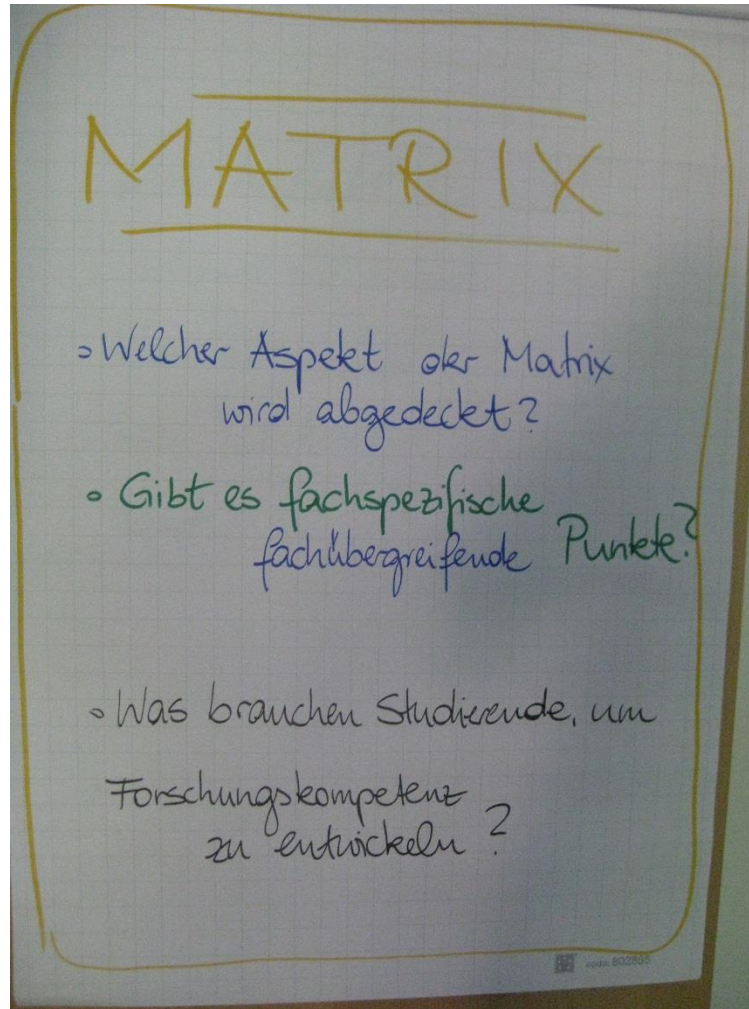 MATRIX
Welcher Aspekt der Matrix
wird abgedeckt?
Gibt es fachspezifische
fachübergreifende Punkte?
Was brauchen Studierende, um
Forschungskompetenz
zu entwickeln?